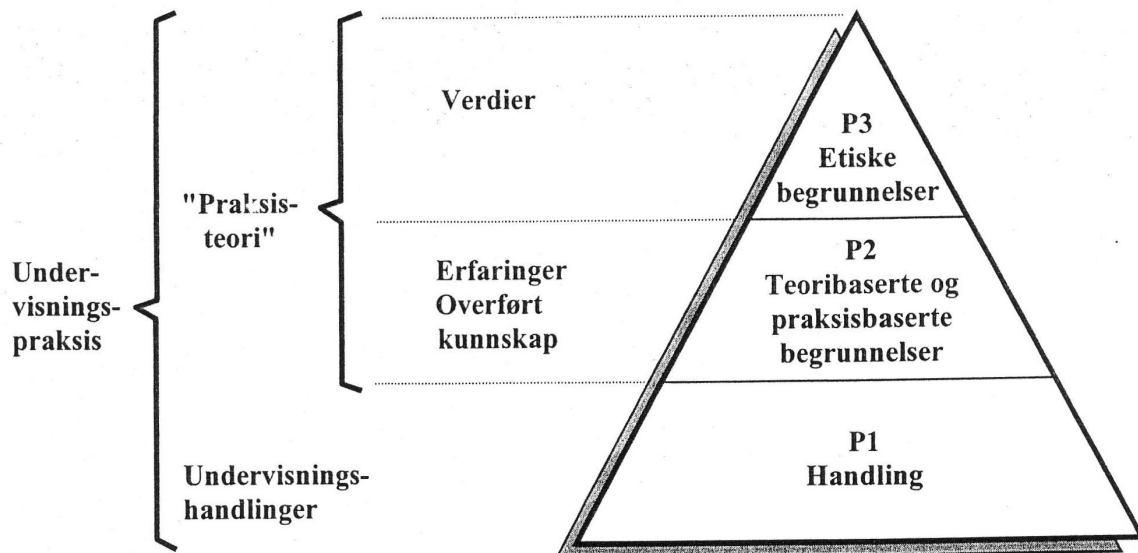 Verdier
P3
Etiske
begrunnelser
"Praksis-
teori"
Under-
visnings-
praksis
Erfaringer
Overført
kunnskap
P2
Teoribaserte og
praksisbaserte
begrunnelser
Undervisnings-
handlinger
P1
Handling